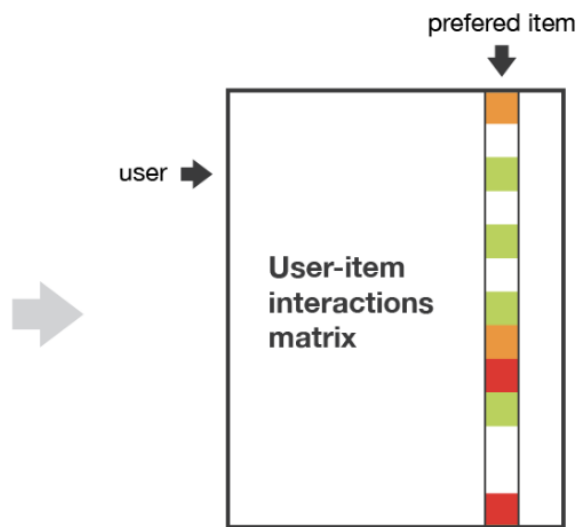 prefered item
user
User-item
interactions
matrix